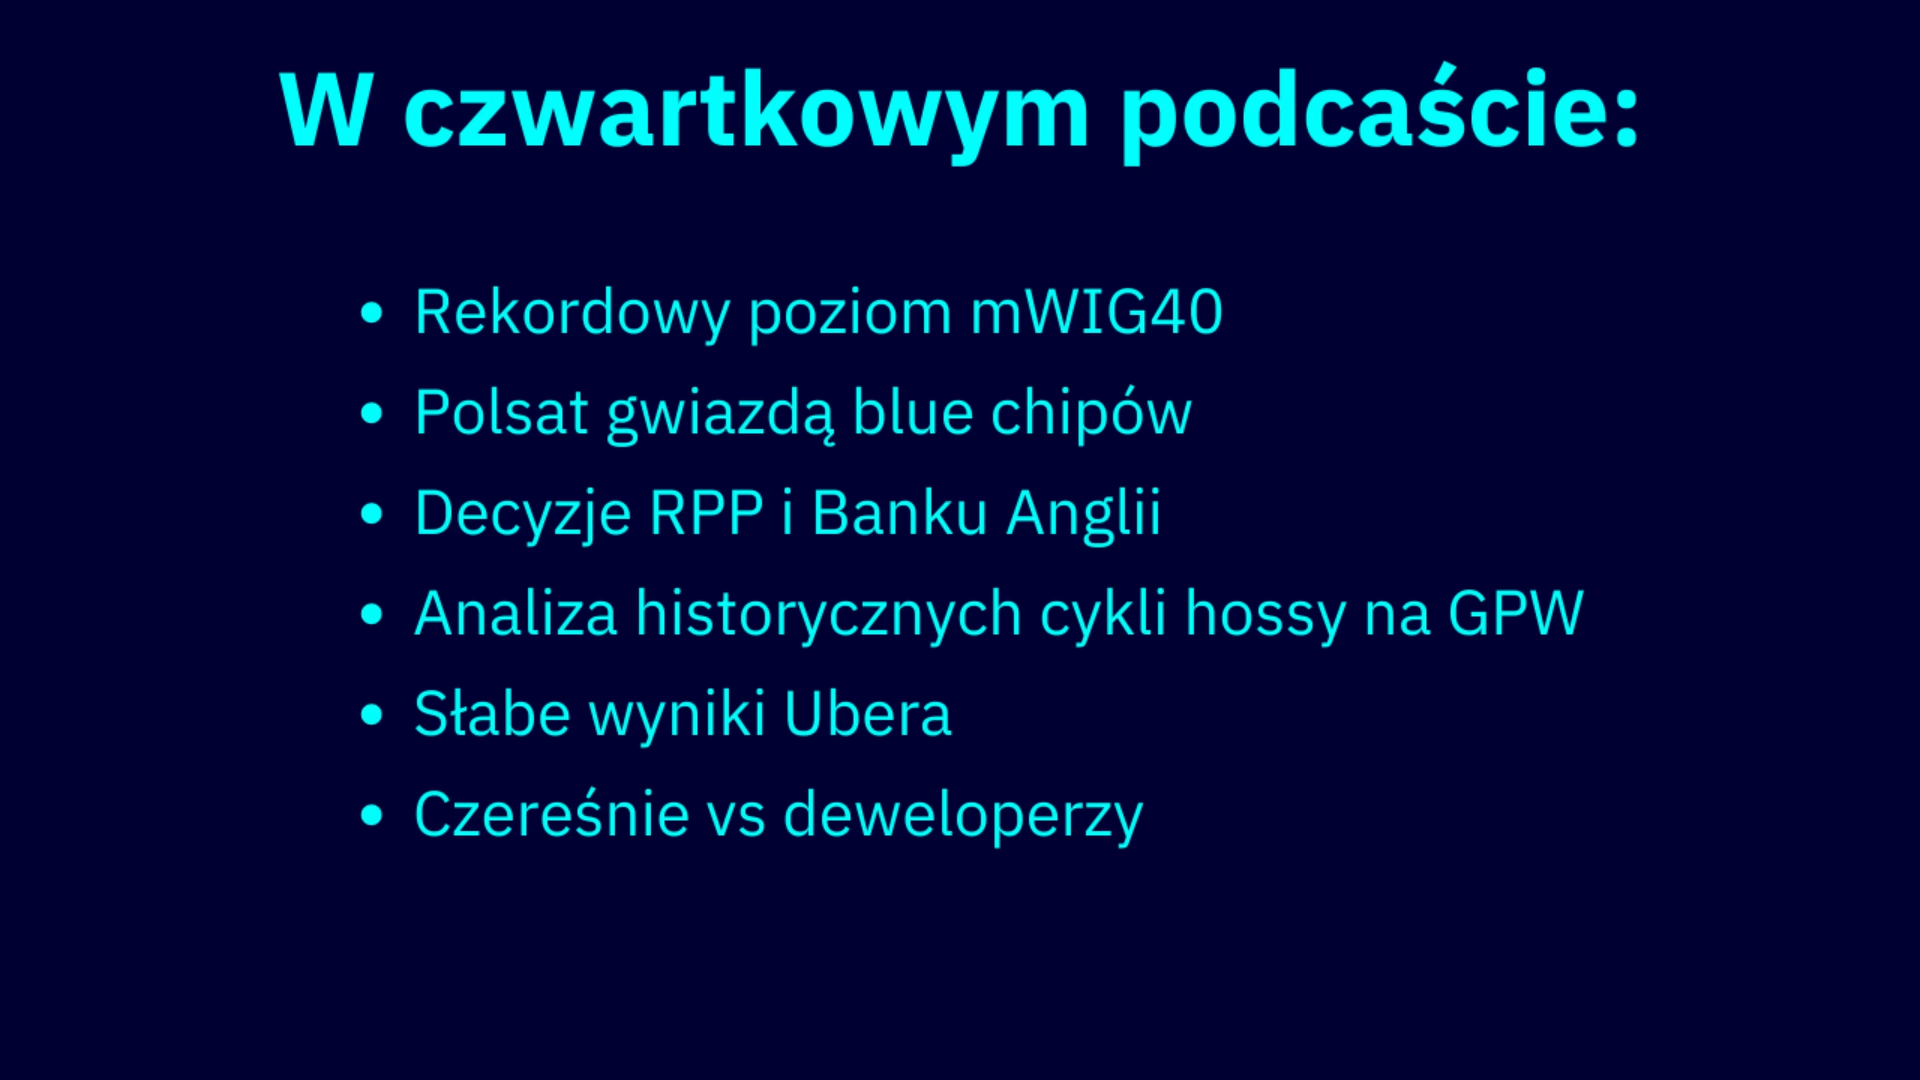 W czwartkowym podcaście:
• Rekordowy poziom mWIG40
• Polsat gwiazdą blue chipów
• Decyzje RPP i Banku Anglii
• Analiza historycznych cykli hossy na GPW
• Słabe wyniki Ubera
• Czereśnie vs deweloperzy